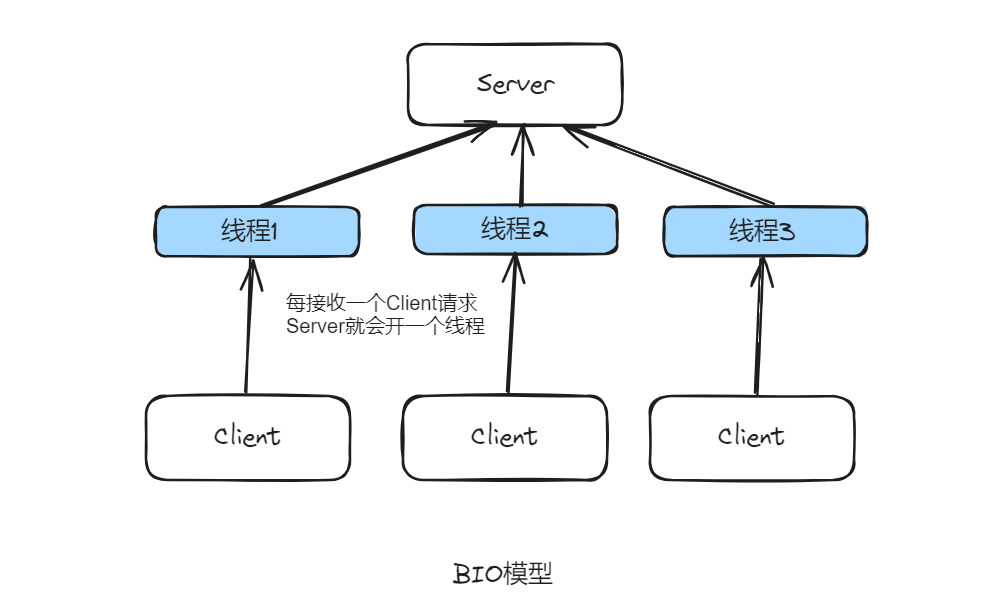 Server
线程1
线程2
线程3
每接收一个Client请求
Server就会开一个线程
Client
Client
Client
BIO模型